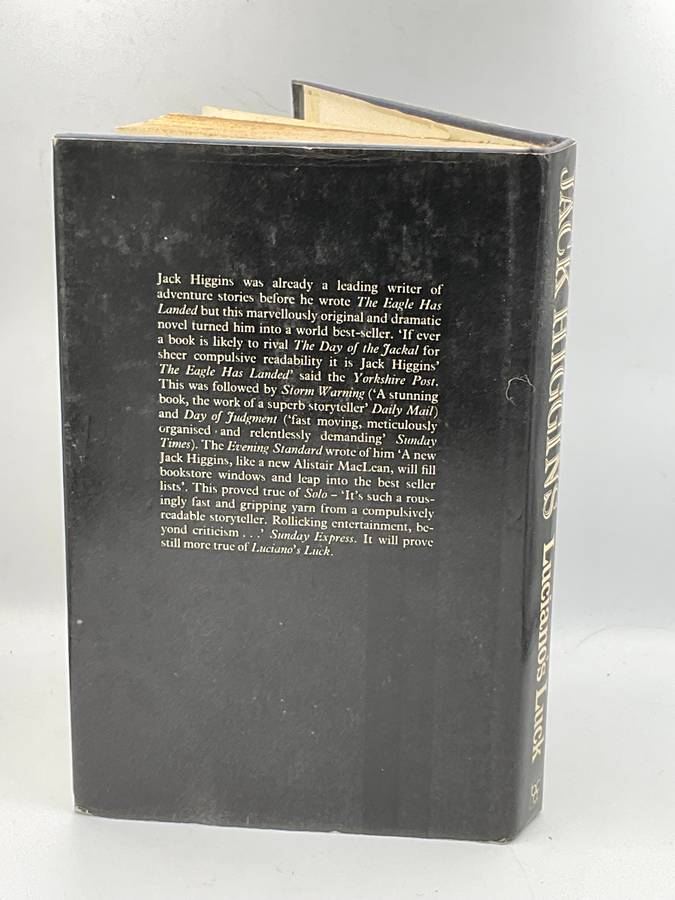 Jack Higgins was already a leading writer of
adventure stories before he wrote The Eagle Has
Landed but this marvellously original and dramatic
novel turned him into a world best-seller. 'If ever
a book is likely to rival The Day of the Jackal for
sheer compulsive readability it is Jack Higgins'
The Eagle Has Landed' said the Yorkshire Post.
This was followed by Storm Warning ('A stunning
book, the work of a superb storyteller' Daily Mail)
and Day of Judgment ('fast moving, meticulously
organised and relentlessly demanding' Sunday
Times). The Evening Standard wrote of him 'A new
Jack Higgins, like a new Alistair MacLean, will fill
bookstore windows and leap into the best seller
lists'. This proved true of Solo – 'It's such a rous-
ingly fast and gripping yarn from a compulsively
readable storyteller. Rollicking entertainment, be-
yond criticism . . .' Sunday Express. It will prove
still more true of Luciano's Luck.
JACK HIGGINS Luciano's Luck